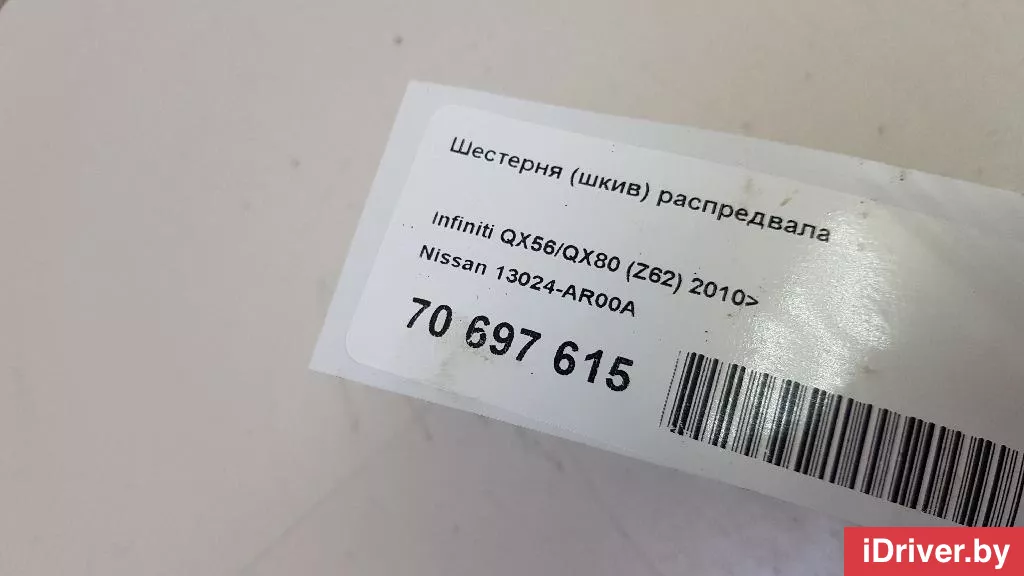 Шестерня (шкив) распредвала
Infiniti QX56/QX80 (Z62) 2010>
Nissan 13024-AR00A
70 697 615
iDriver.by